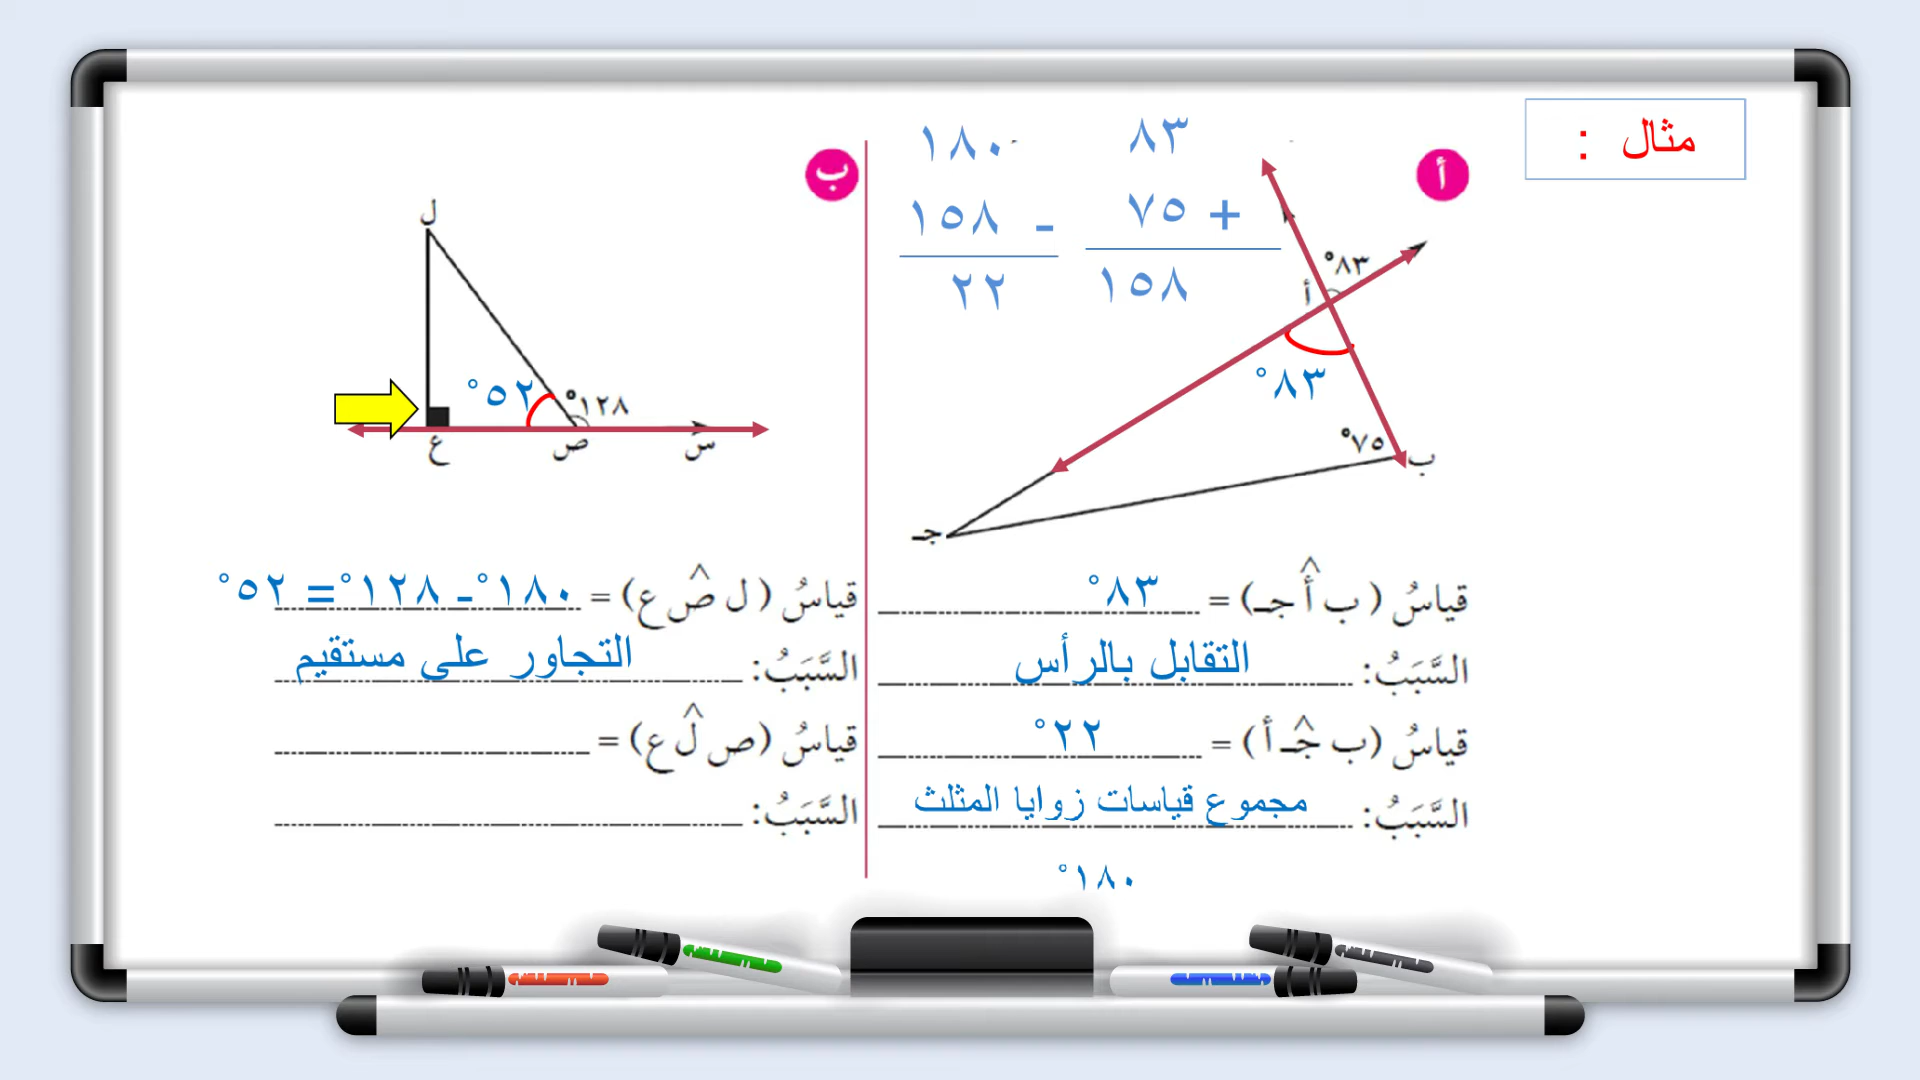 مثال :
أ
٨٣
+ ٧٥
١٥٨
١٨٠
- ١٥٨
٢٢
°٨٣
أ
°٨٣
°٧٥
ب
جـ
قياسُ ( ب أ̂ جـ) = °٨٣
السَّبَبُ: التقابل بالرأس
قياسُ (ب جـ̂ أ) = °٢٢
السَّبَبُ: مجموع قياسات زوايا المثلث
°١٨٠
ب
ل
°٥٢
°١٢٨
ع
ص
س
قياسُ ( ل ص̂ ع) = °١٨٠ - °١٢٨ = °٥٢
السَّبَبُ: التجاور على مستقيم
قياسُ (ص ل̂ ع) =
السَّبَبُ: